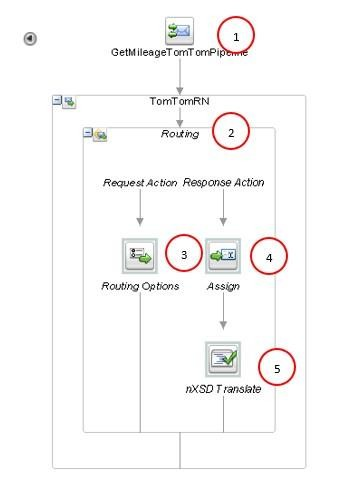 1
GetMileageTomTomPipeline
TomTomRN
Routing
2
Request Action
Response Action
3
4
Routing Options
Assign
5
nXSD Translate